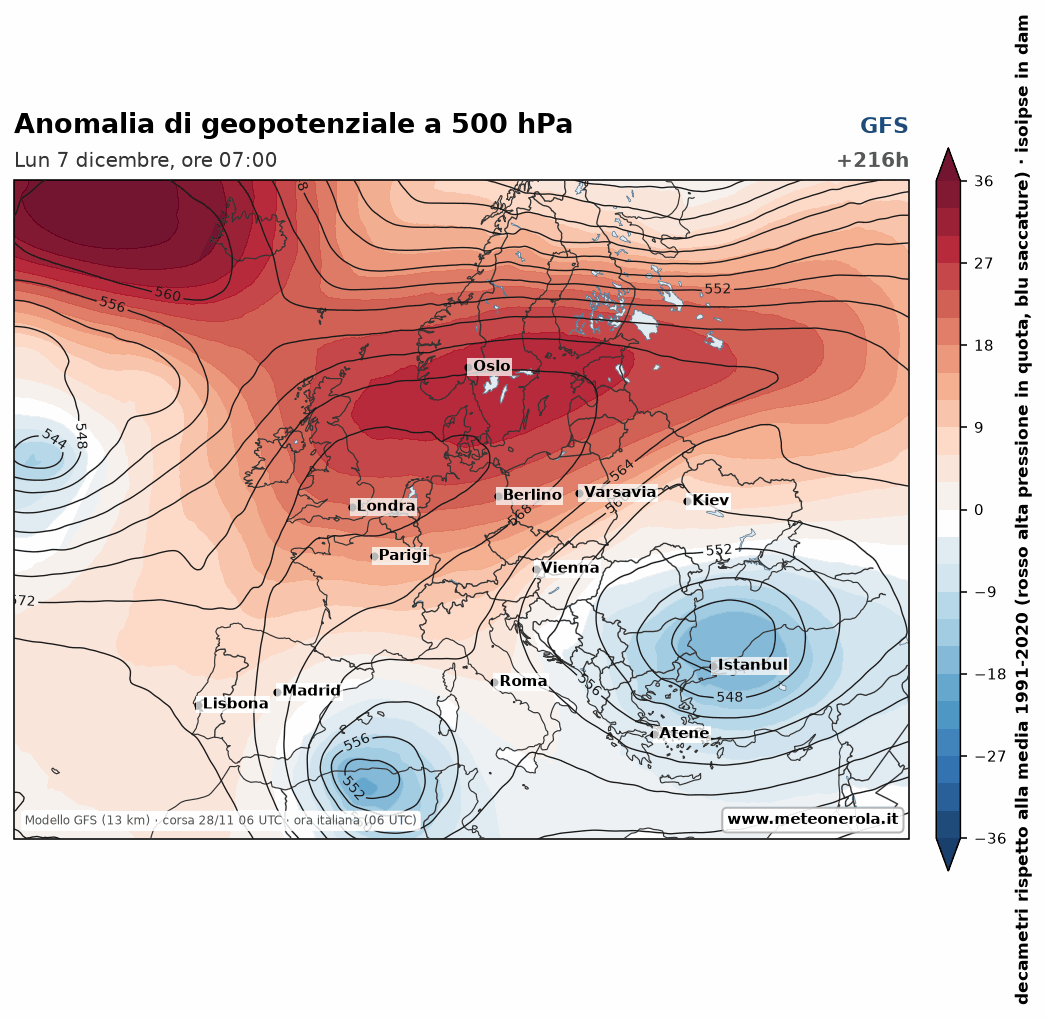 Anomalia di geopotenziale a 500 hPa
GFS
Lun 7 dicembre, ore 07:00
+216h
560
556
552
548
544
Oslo
564
568
Londra
Berlino
Varsavia
Kiev
Parigi
Vienna
552
572
Istanbul
Madrid
Roma
Lisbona
548
Atene
556
552
Modello GFS (13 km) · corsa 28/11 06 UTC · ora italiana (06 UTC)
www.meteonerola.it
36
27
18
9
0
−9
−18
−27
−36
decametri rispetto alla media 1991-2020 (rosso alta pressione in quota, blu saccature) · isoipse in dam